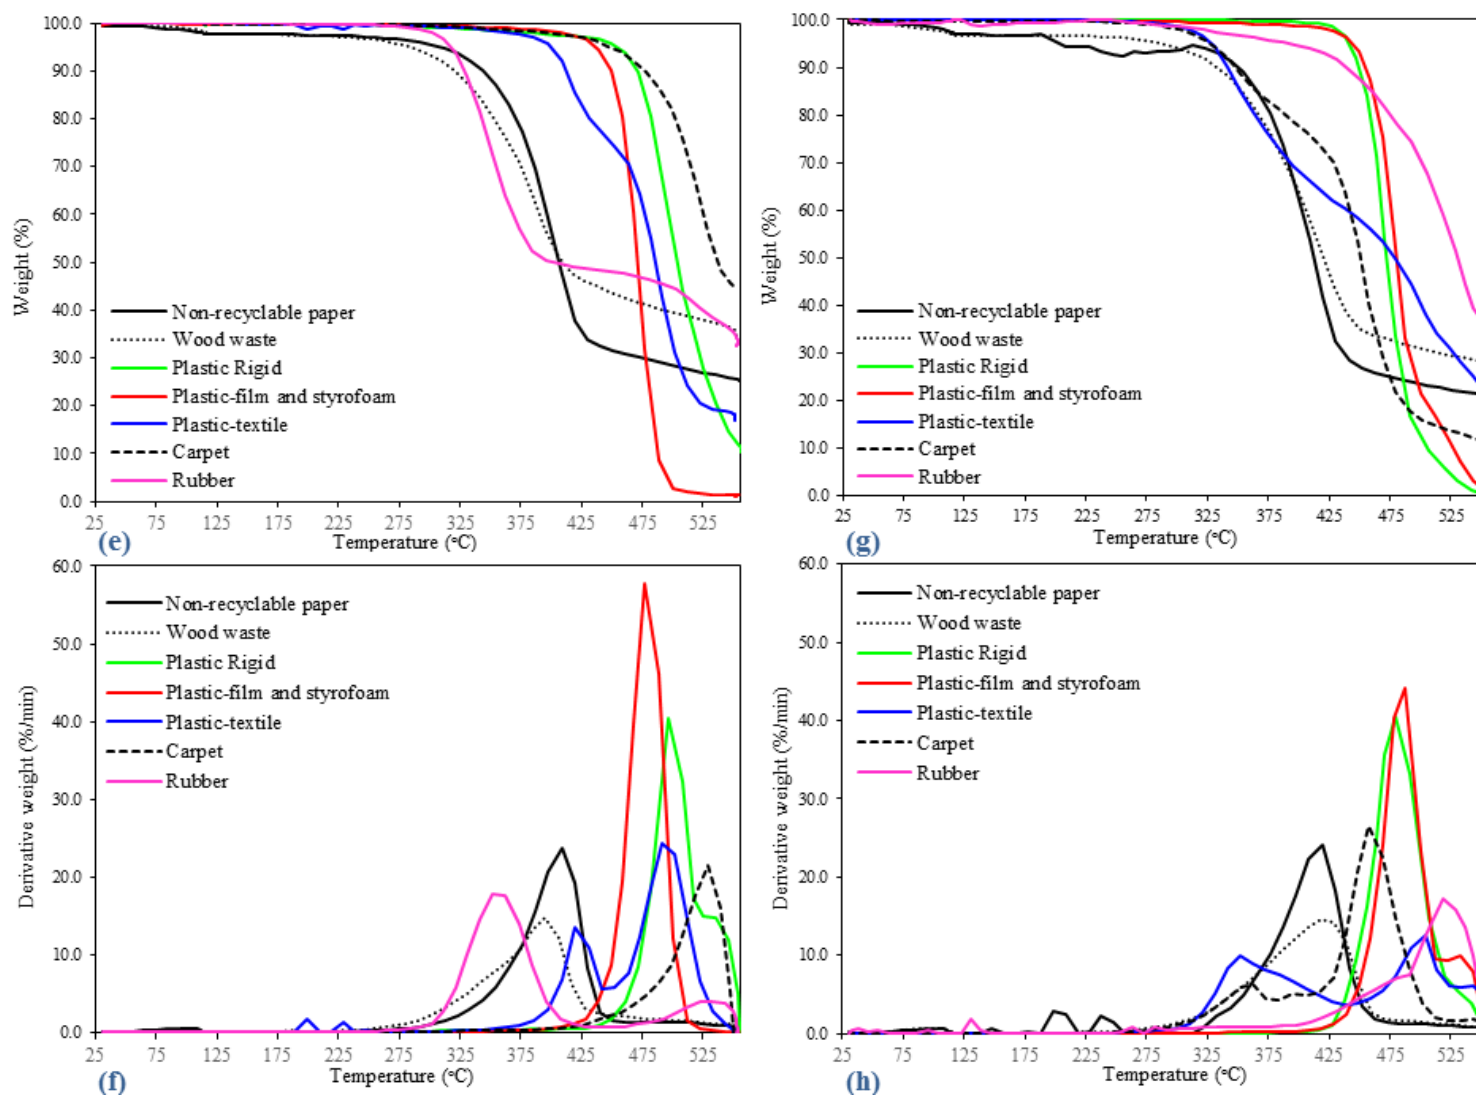 100.0
90.0
80.0
70.0
60.0
50.0
40.0
30.0
20.0
10.0
0.0
Weight (%)
Non-recyclable paper
Wood waste
Plastic Rigid
Plastic-film and styrofoam
Plastic-textile
Carpet
Rubber
25 75 125 175 225 275 325 375 425 475 525
(e) Temperature (°C)
100.0
90.0
80.0
70.0
60.0
50.0
40.0
30.0
20.0
10.0
0.0
Weight (%)
Non-recyclable paper
Wood waste
Plastic Rigid
Plastic-film and styrofoam
Plastic-textile
Carpet
Rubber
25 75 125 175 225 275 325 375 425 475 525
(g) Temperature (°C)
60.0
50.0
40.0
30.0
20.0
10.0
0.0
Derivative weight (%/min)
Non-recyclable paper
Wood waste
Plastic Rigid
Plastic-film and styrofoam
Plastic-textile
Carpet
Rubber
25 75 125 175 225 275 325 375 425 475 525
(f) Temperature (°C)
60.0
50.0
40.0
30.0
20.0
10.0
0.0
Derivative weight (%/min)
Non-recyclable paper
Wood waste
Plastic Rigid
Plastic-film and styrofoam
Plastic-textile
Carpet
Rubber
25 75 125 175 225 275 325 375 425 475 525
(h) Temperature (°C)